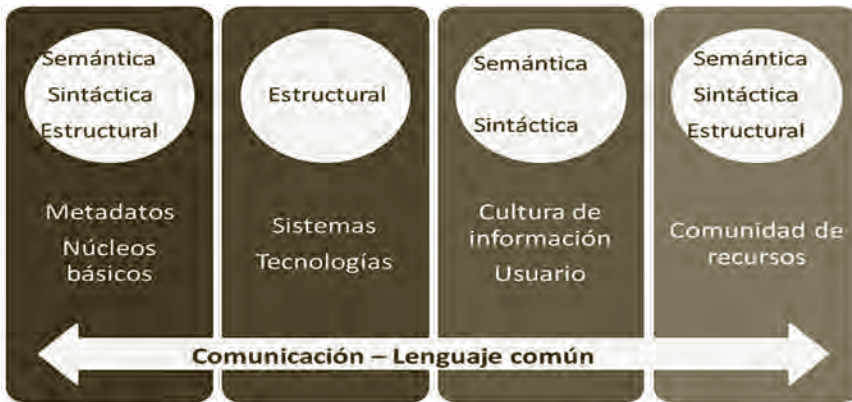 Semántica
Sintáctica
Estructural
Metadatos
Núcleos
básicos
Estructural
Sistemas
Tecnologías
Semántica
Sintáctica
Cultura de
información
Usuario
Semántica
Sintáctica
Estructural
Comunidad de
recursos
Comunicación – Lenguaje común